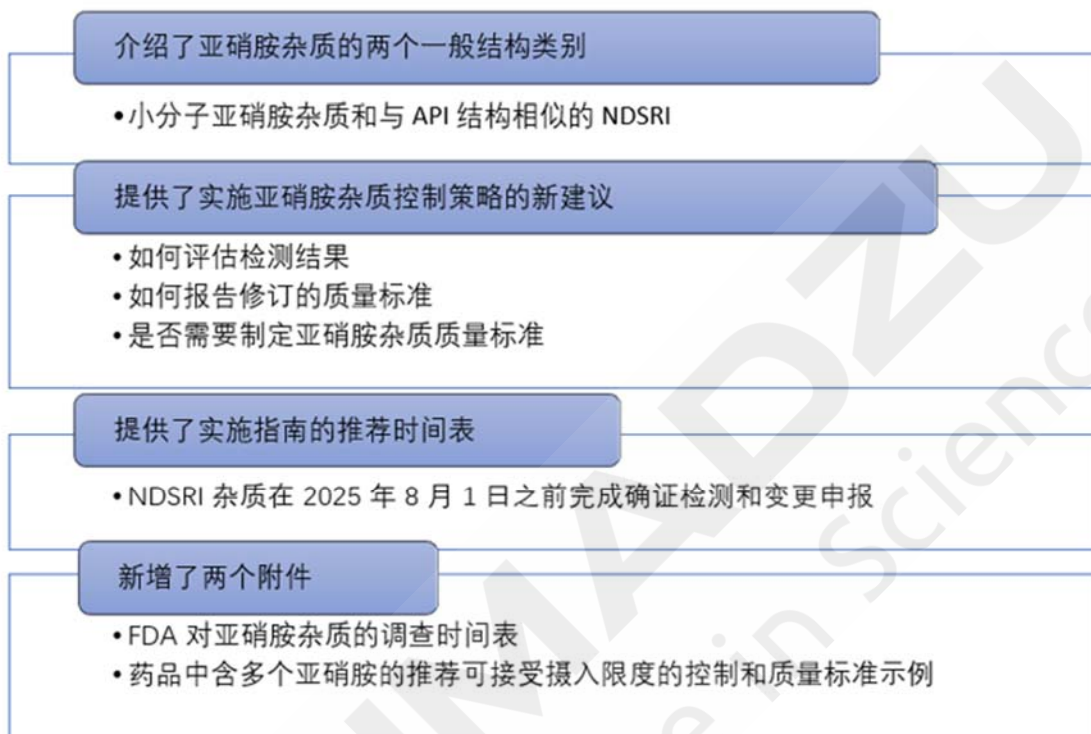 介绍了亚硝胺杂质的两个一般结构类别
•小分子亚硝胺杂质和与 API 结构相似的 NDSRI
提供了实施亚硝胺杂质控制策略的新建议
•如何评估检测结果
•如何报告修订的质量标准
•是否需要制定亚硝胺杂质质量标准
提供了实施指南的推荐时间表
•NDSRI 杂质在 2025 年 8 月 1 日之前完成确证检测和变更申报
新增了两个附件
•FDA 对亚硝胺杂质的调查时间表
•药品中含多个亚硝胺的推荐可接受摄入限度的控制和质量标准示例